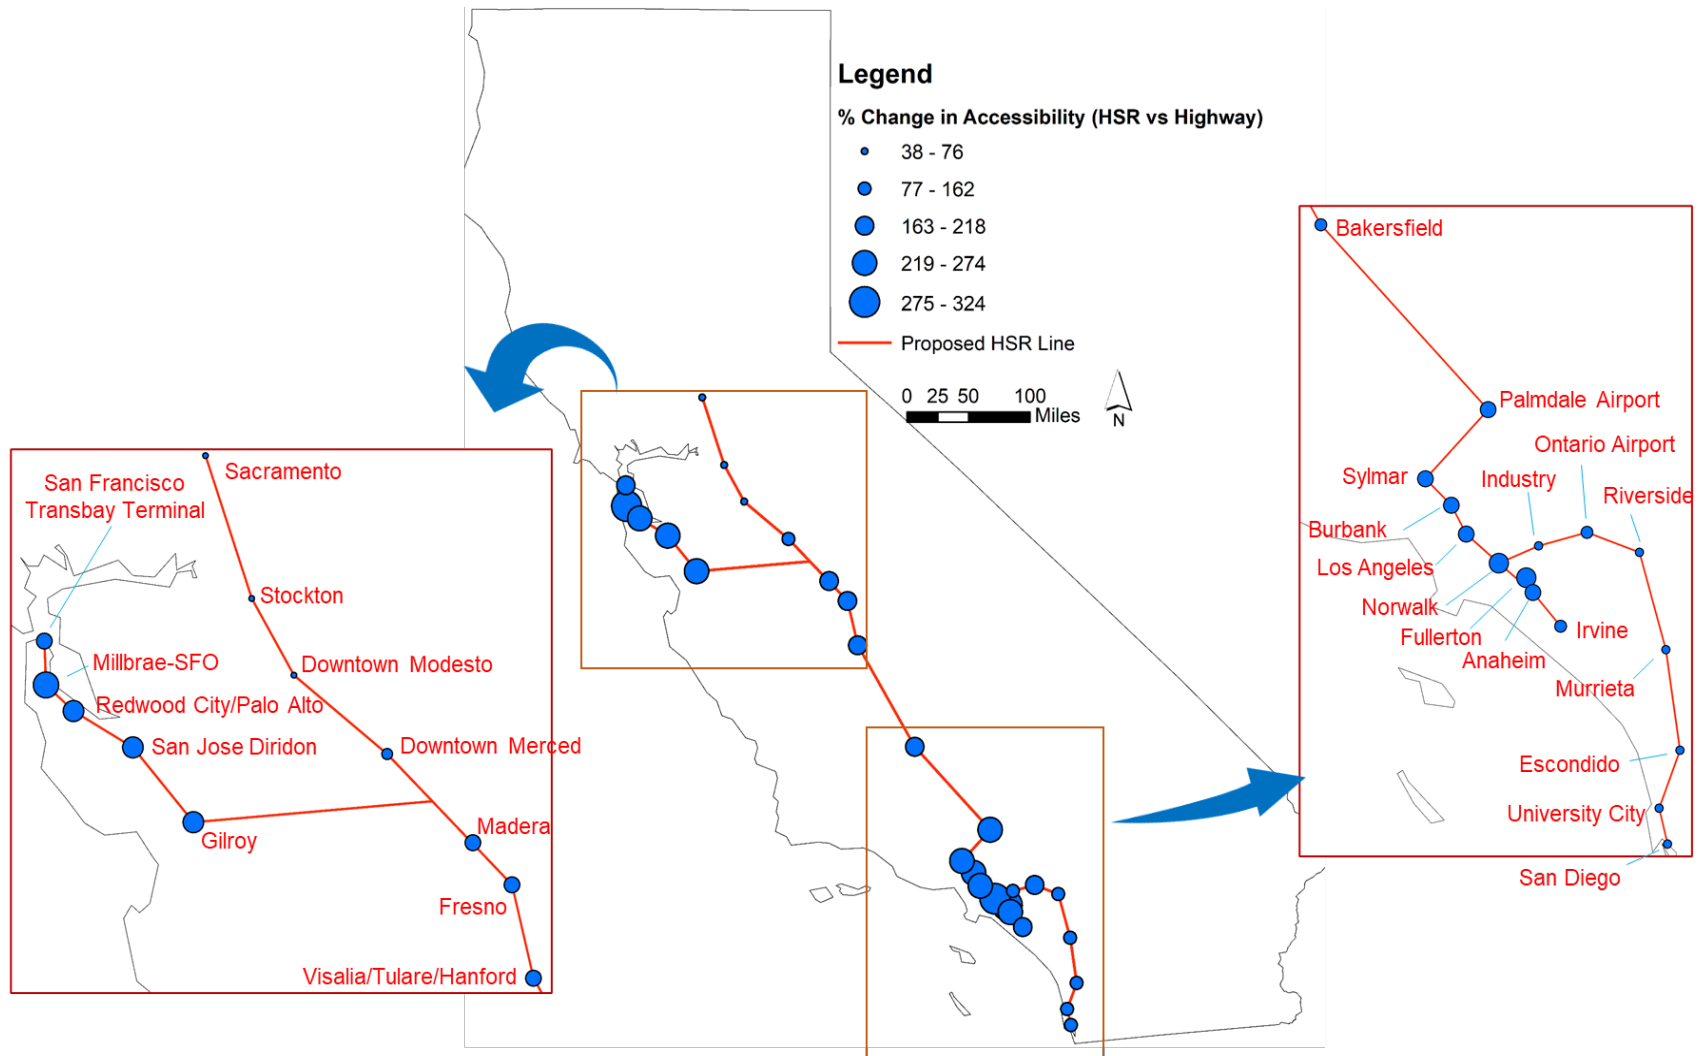 Legend
% Change in Accessibility (HSR vs Highway)
38 - 76
77 - 162
163 - 218
219 - 274
275 - 324
Proposed HSR Line
0 25 50 100
Miles
N
Sacramento
San Francisco
Transbay Terminal
Stockton
Millbrae-SFO
Downtown Modesto
Redwood City/Palo Alto
San Jose Diridon
Downtown Merced
Madera
Gilroy
Fresno
Visalia/Tulare/Hanford
Bakersfield
Palmdale Airport
Ontario Airport
Sylmar
Industry
Riverside
Burbank
Los Angeles
Norwalk
Fullerton
Irvine
Anaheim
Murrieta
Escondido
University City
San Diego